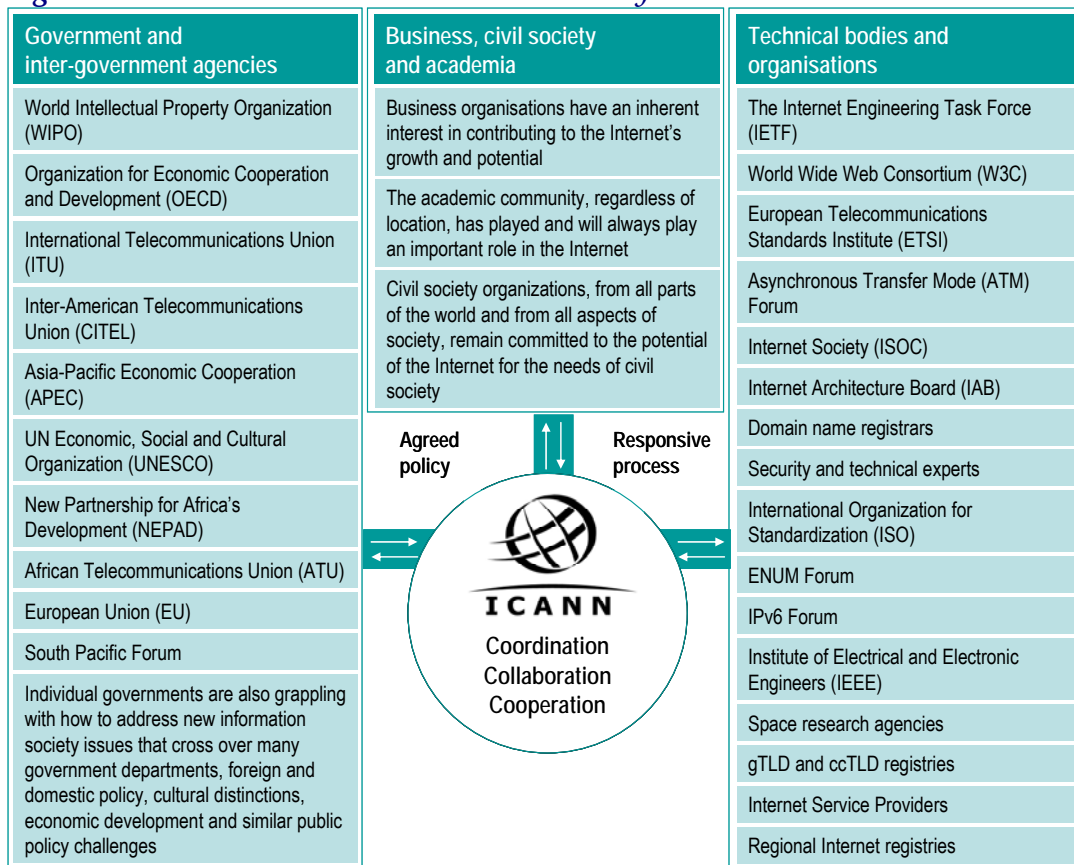 Government and
inter-government agencies
World Intellectual Property Organization
(WIPO)
Organization for Economic Cooperation
and Development (OECD)
International Telecommunications Union
(ITU)
Inter-American Telecommunications
Union (CITEL)
Asia-Pacific Economic Cooperation
(APEC)
UN Economic, Social and Cultural
Organization (UNESCO)
New Partnership for Africa's
Development (NEPAD)
African Telecommunications Union (ATU)
European Union (EU)
South Pacific Forum
Individual governments are also grappling
with how to address new information
society issues that cross over many
government departments, foreign and
domestic policy, cultural distinctions,
economic development and similar public
policy challenges
Business, civil society
and academia
Business organisations have an inherent
interest in contributing to the Internet's
growth and potential
The academic community, regardless of
location, has played and will always play
an important role in the Internet
Civil society organizations, from all parts
of the world and from all aspects of
society, remain committed to the potential
of the Internet for the needs of civil
society
Agreed
policy
Responsive
process
ICANN
Coordination
Collaboration
Cooperation
Technical bodies and
organisations
The Internet Engineering Task Force
(IETF)
World Wide Web Consortium (W3C)
European Telecommunications
Standards Institute (ETSI)
Asynchronous Transfer Mode (ATM)
Forum
Internet Society (ISOC)
Internet Architecture Board (IAB)
Domain name registrars
Security and technical experts
International Organization for
Standardization (ISO)
ENUM Forum
IPv6 Forum
Institute of Electrical and Electronic
Engineers (IEEE)
Space research agencies
gTLD and ccTLD registries
Internet Service Providers
Regional Internet registries